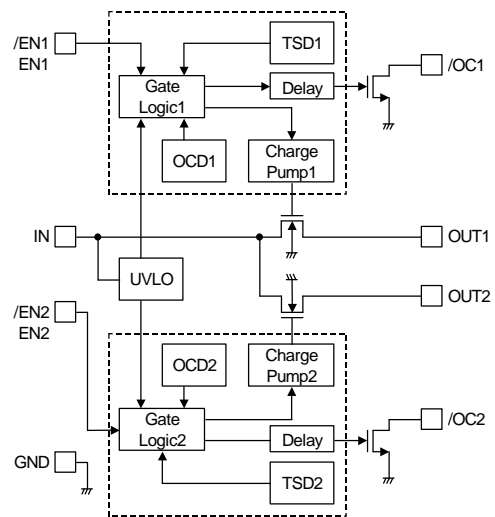 /EN1
EN1
TSD1
/OC1
Gate
Logic1
Delay
OCD1
Charge
Pump1
IN
OUT1
UVLO
OUT2
/EN2
EN2
OCD2
Charge
Pump2
Gate
Logic2
Delay
/OC2
GND
TSD2